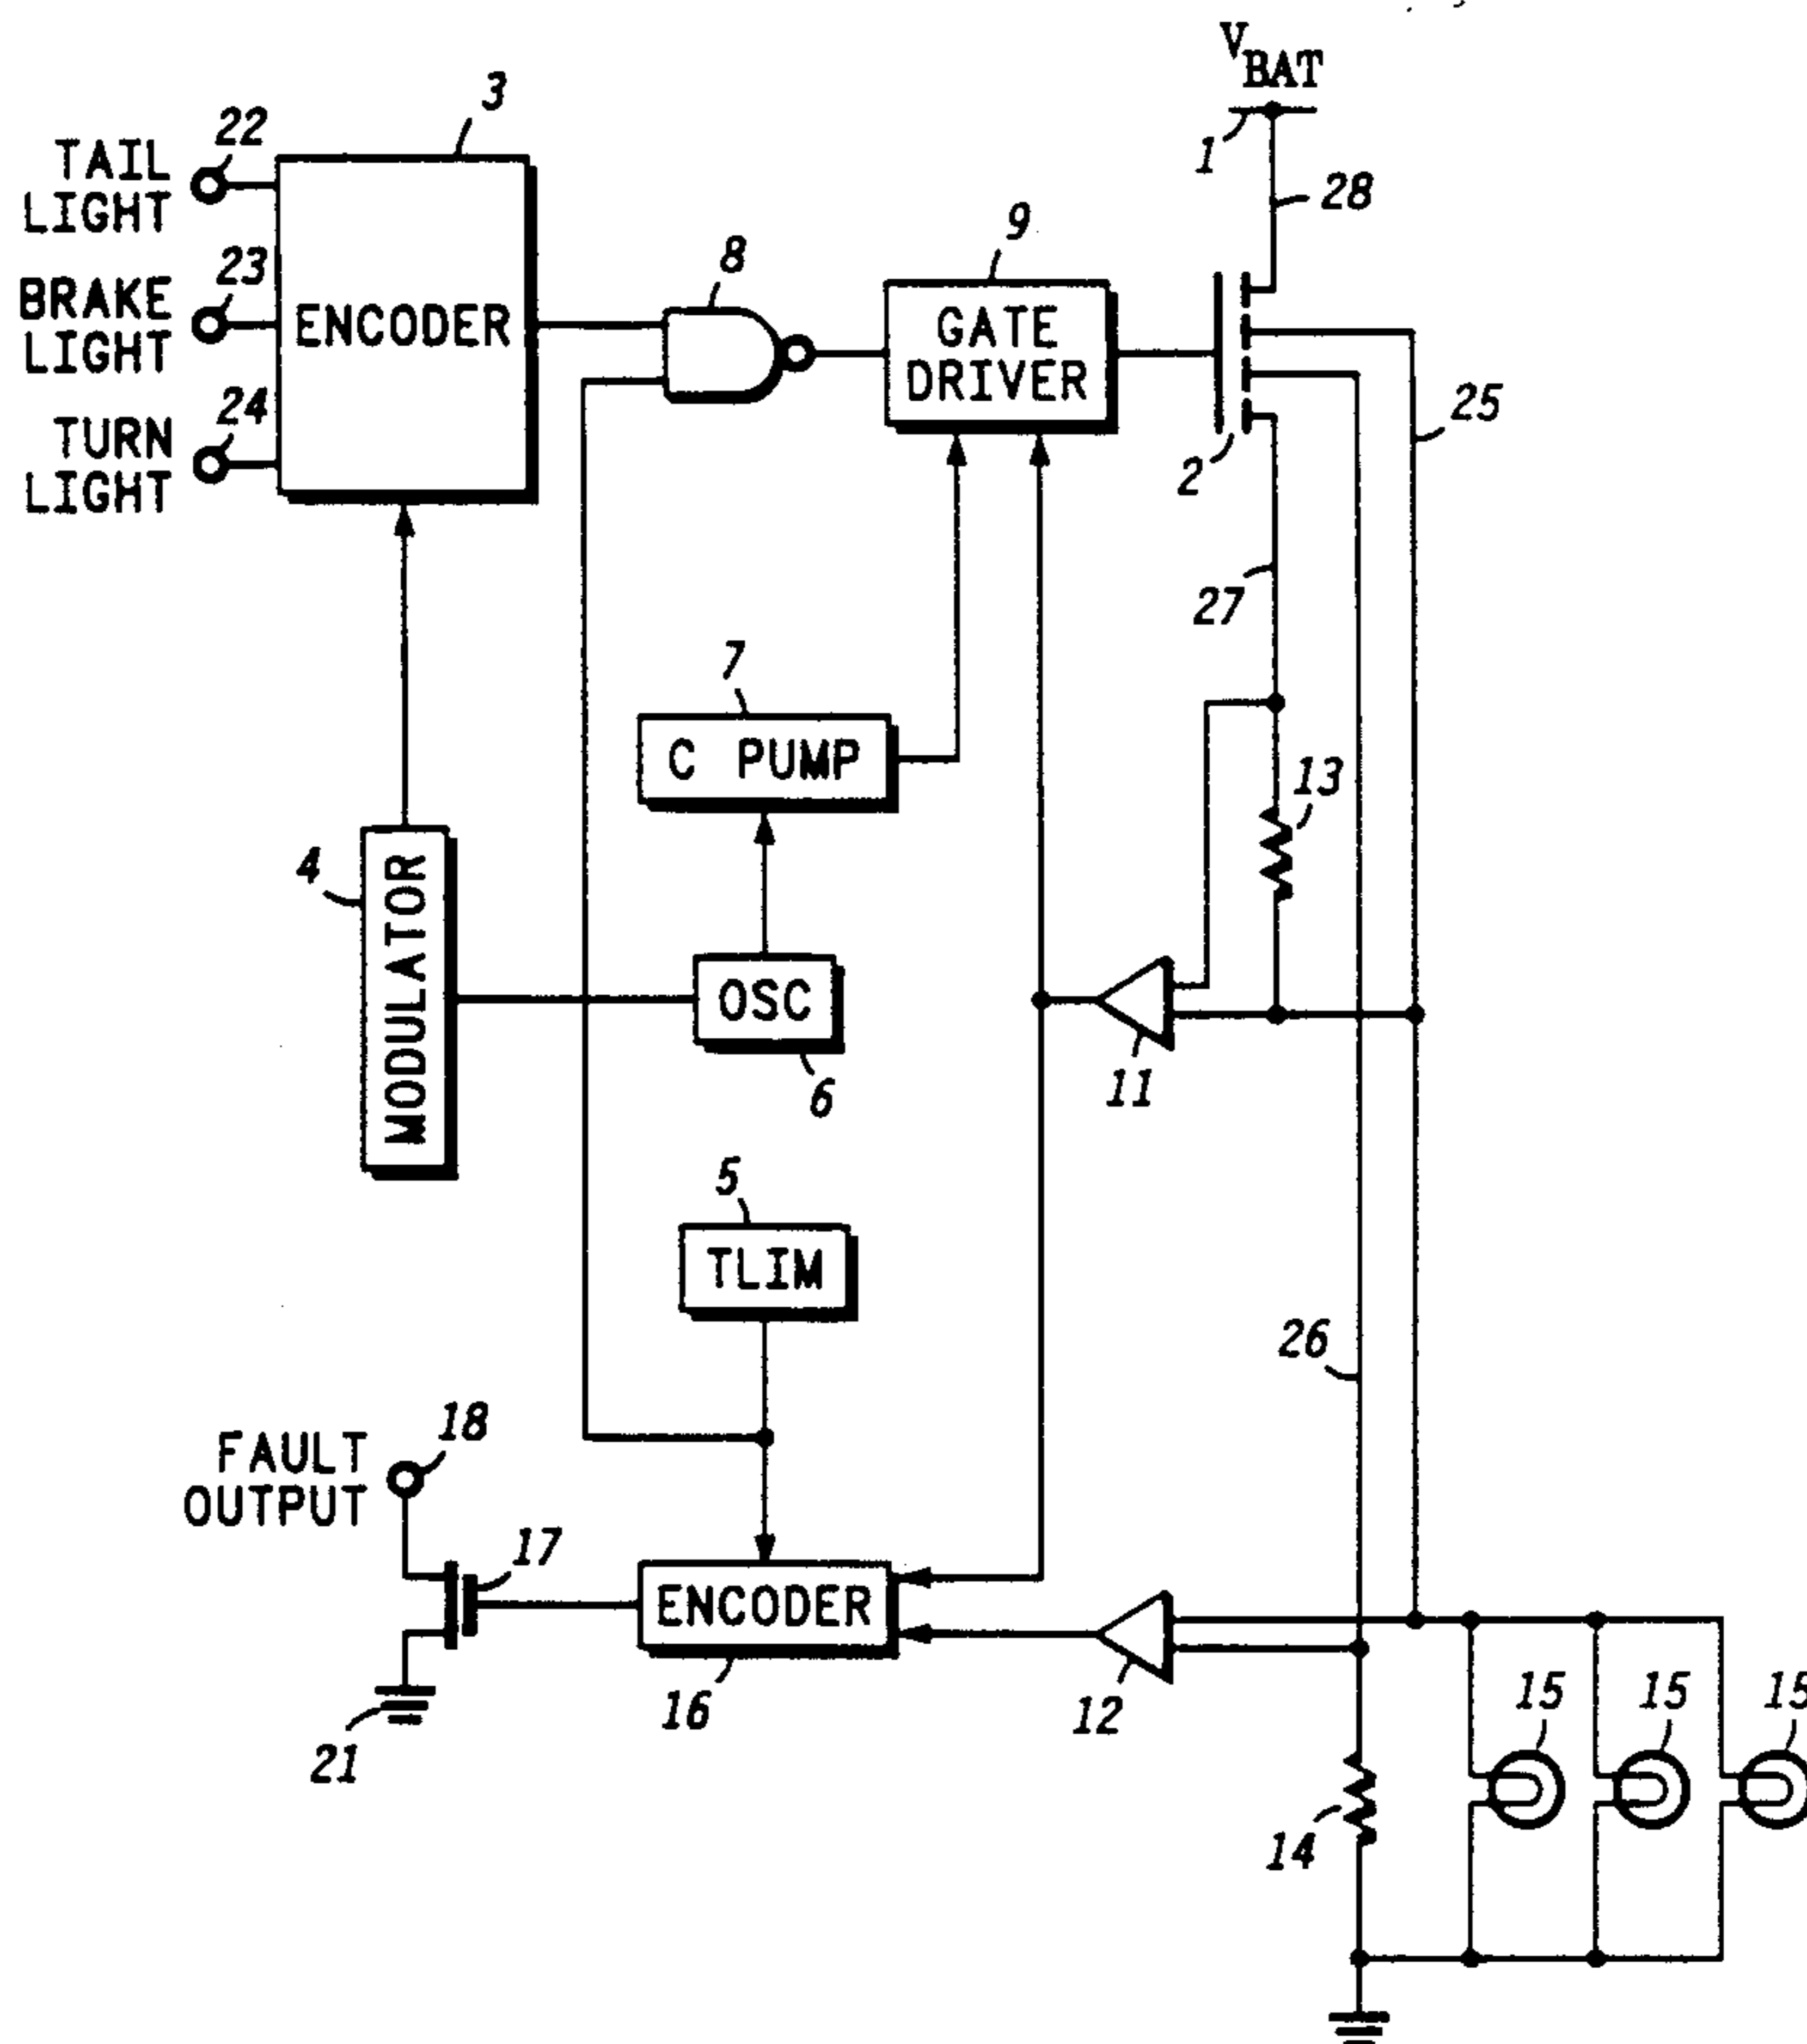 V BAT
1
28
3
TAIL
LIGHT
22
BRAKE
LIGHT
23
TURN
LIGHT
24
ENCODER
8
9
GATE
DRIVER
2
25
27
7
C PUMP
13
4
MODULATOR
OSC
6
11
5
TLIM
26
FAULT
OUTPUT
18
17
ENCODER
16
12
21
14
15
15
15